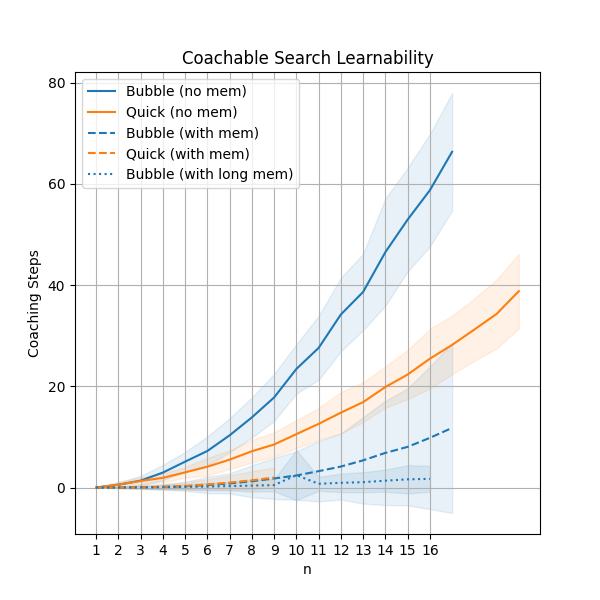 Coachable Search Learnability
Bubble (no mem)
Quick (no mem)
Bubble (with mem)
Quick (with mem)
Bubble (with long mem)
80
60
40
20
0
Coaching Steps
1 2 3 4 5 6 7 8 9 10 11 12 13 14 15 16
n